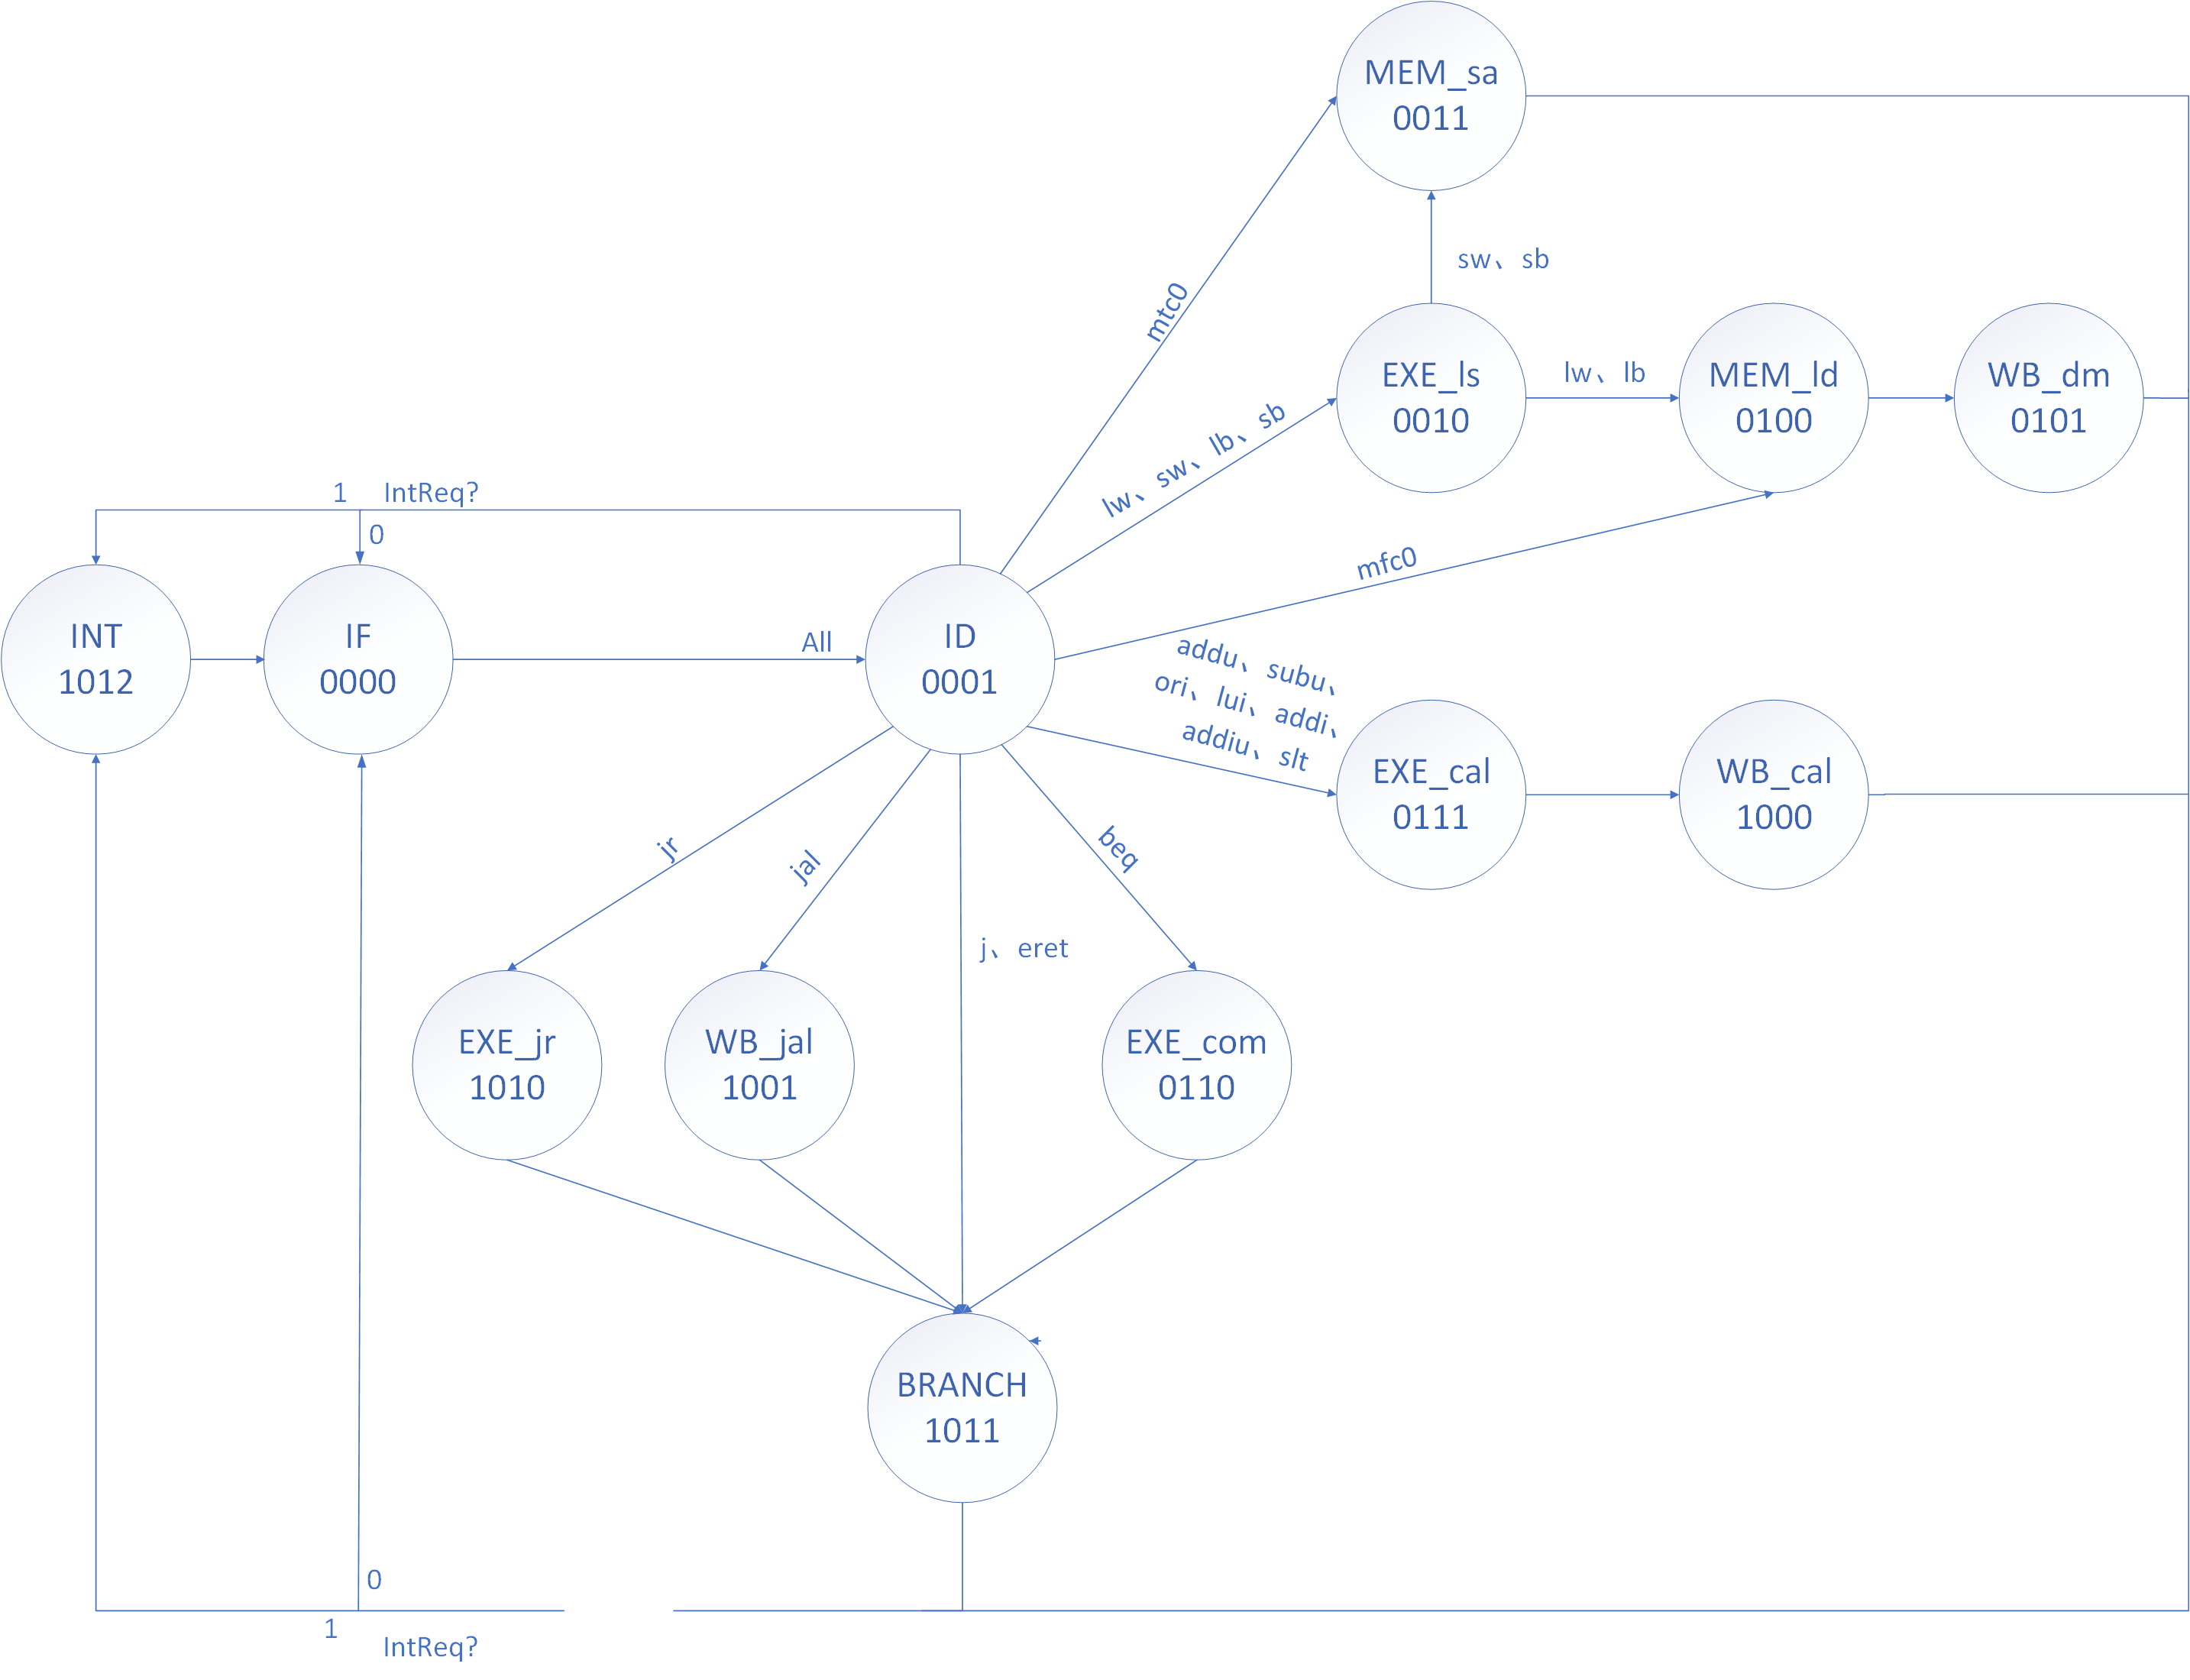 MEM_sa
0011
mtc0
sw、sb
EXE_ls
0010
lw、lb
MEM_ld
0100
WB_dm
0101
lw、sw、lb、sb
1
IntReq?
0
mfc0
INT
1012
IF
0000
All
ID
0001
addu、subu、
ori、lui、addi、
addiu、slt
EXE_cal
0111
WB_cal
1000
jr
jal
beq
j、eret
EXE_jr
1010
WB_jal
1001
EXE_com
0110
BRANCH
1011
0
1
IntReq?